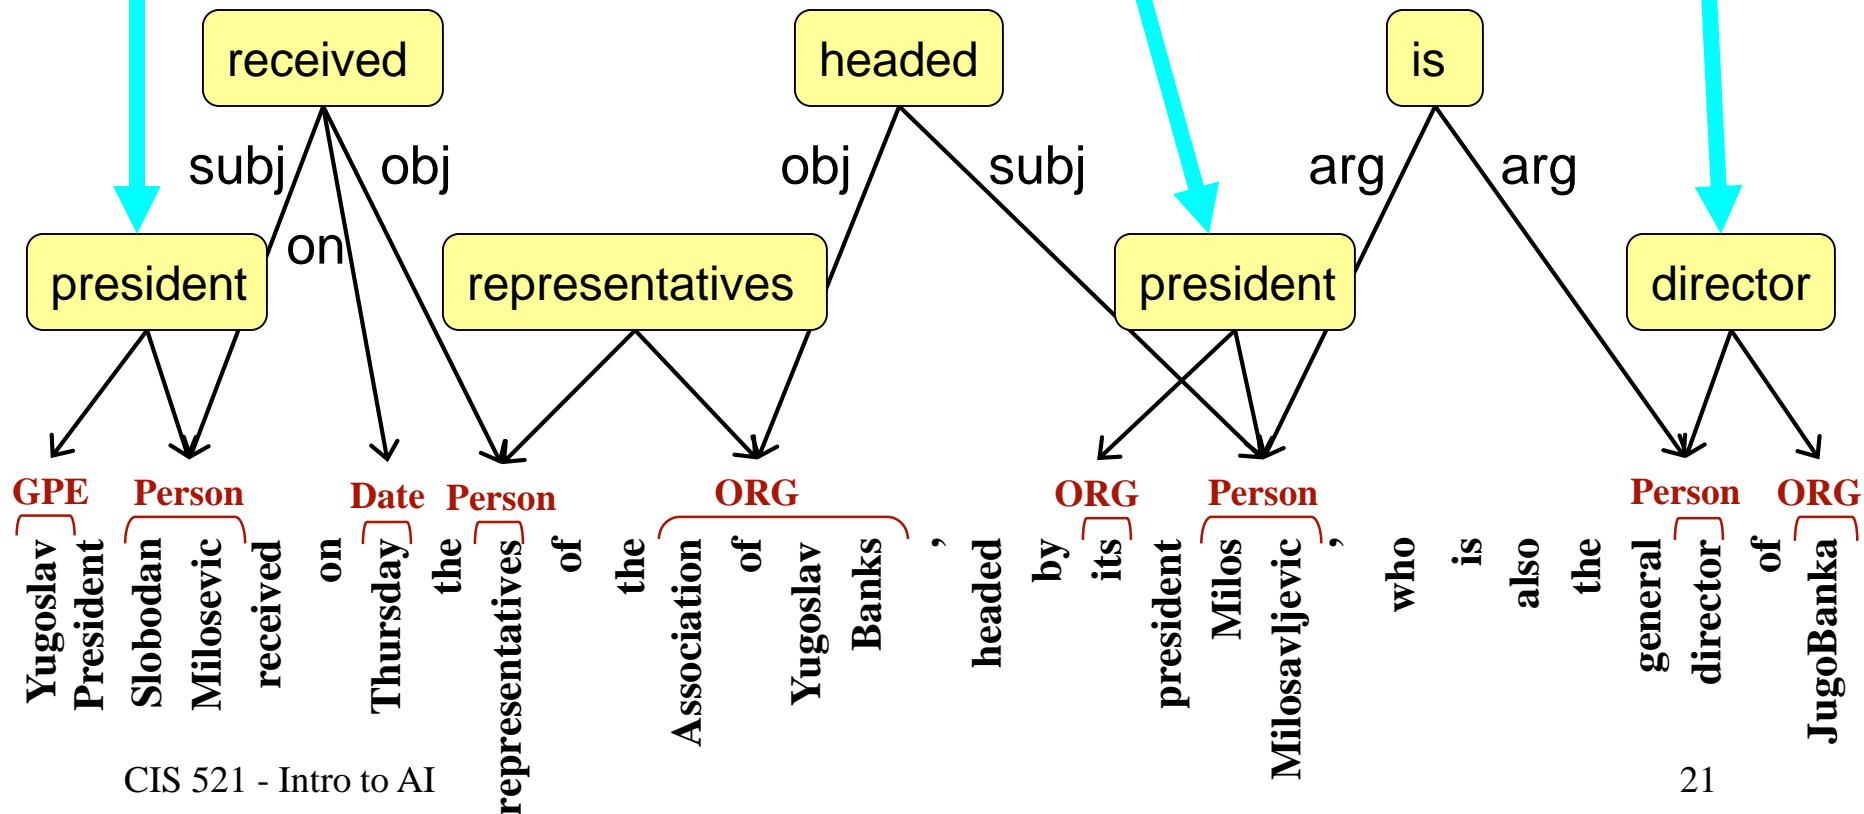 received headed is
subj obj obj subj arg arg
on
president representatives president director
GPE Person Date Person ORG ORG Person Person ORG
Yugoslav President Slobodan Milosevic received on Thursday the representatives of the Association of Yugoslav Banks , headed by its president Milos Milosavljevic , who is also the general director of JugoBanka
CIS 521 - Intro to AI 21